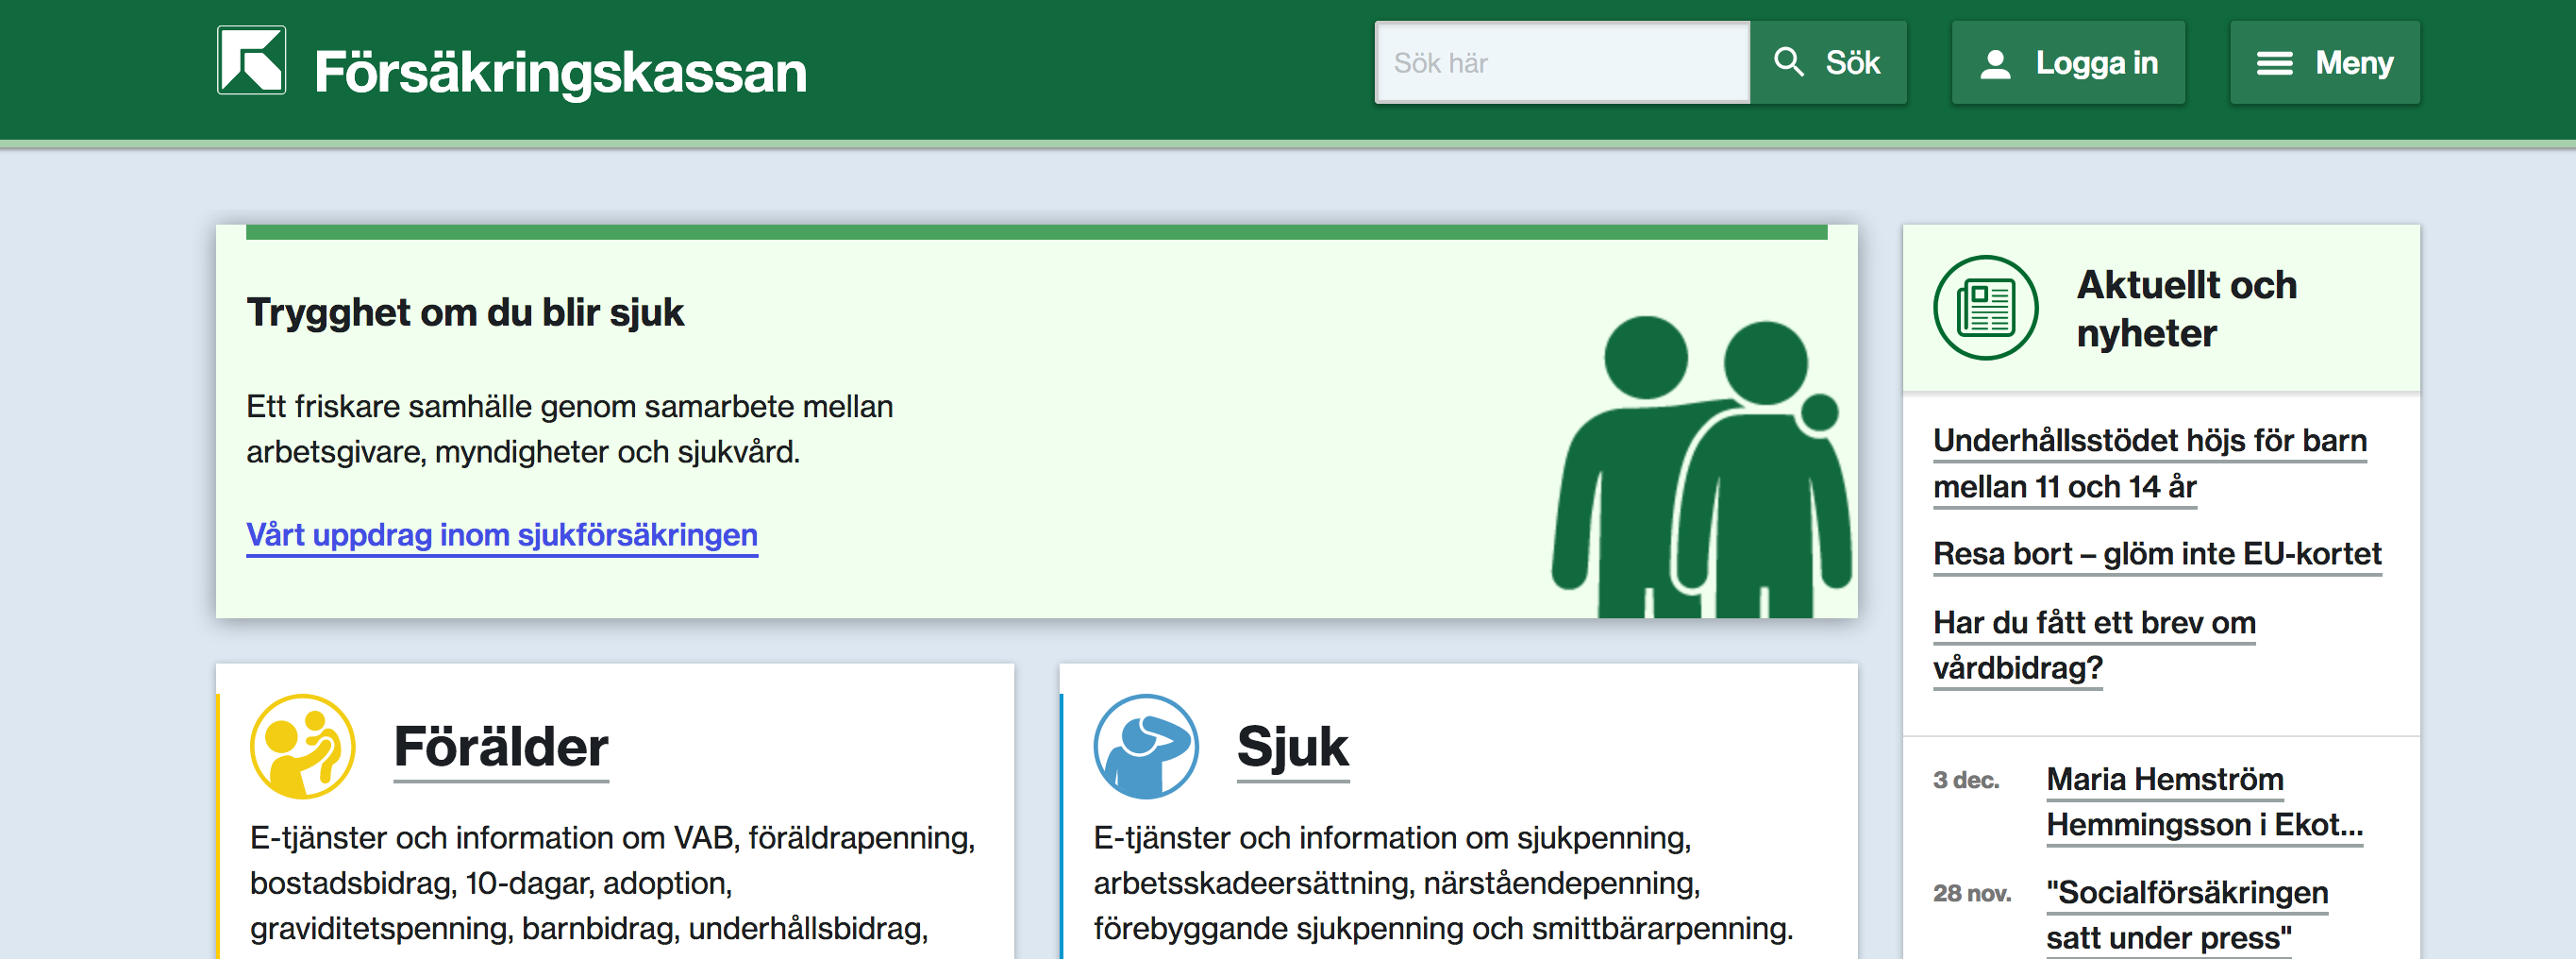 Försäkringskassan
Sök här
Sök
Logga in
Meny
Trygghet om du blir sjuk
Ett friskare samhälle genom samarbete mellan
arbetsgivare, myndigheter och sjukvård.
Vårt uppdrag inom sjukförsäkringen
Förälder
E-tjänster och information om VAB, föräldrapenning,
bostadsbidrag, 10-dagar, adoption,
graviditetspenning, barnbidrag, underhållsbidrag,
Sjuk
E-tjänster och information om sjukpenning,
arbetsskadeersättning, närståendepenning,
förebyggande sjukpenning och smittbärarpenning.
Aktuellt och
nyheter
Underhållsstödet höjs för barn
mellan 11 och 14 år
Resa bort – glöm inte EU-kortet
Har du fått ett brev om
vårdbidrag?
3 dec.
Maria Hemström
Hemmingsson i Ekot...
28 nov.
"Socialförsäkringen
satt under press"